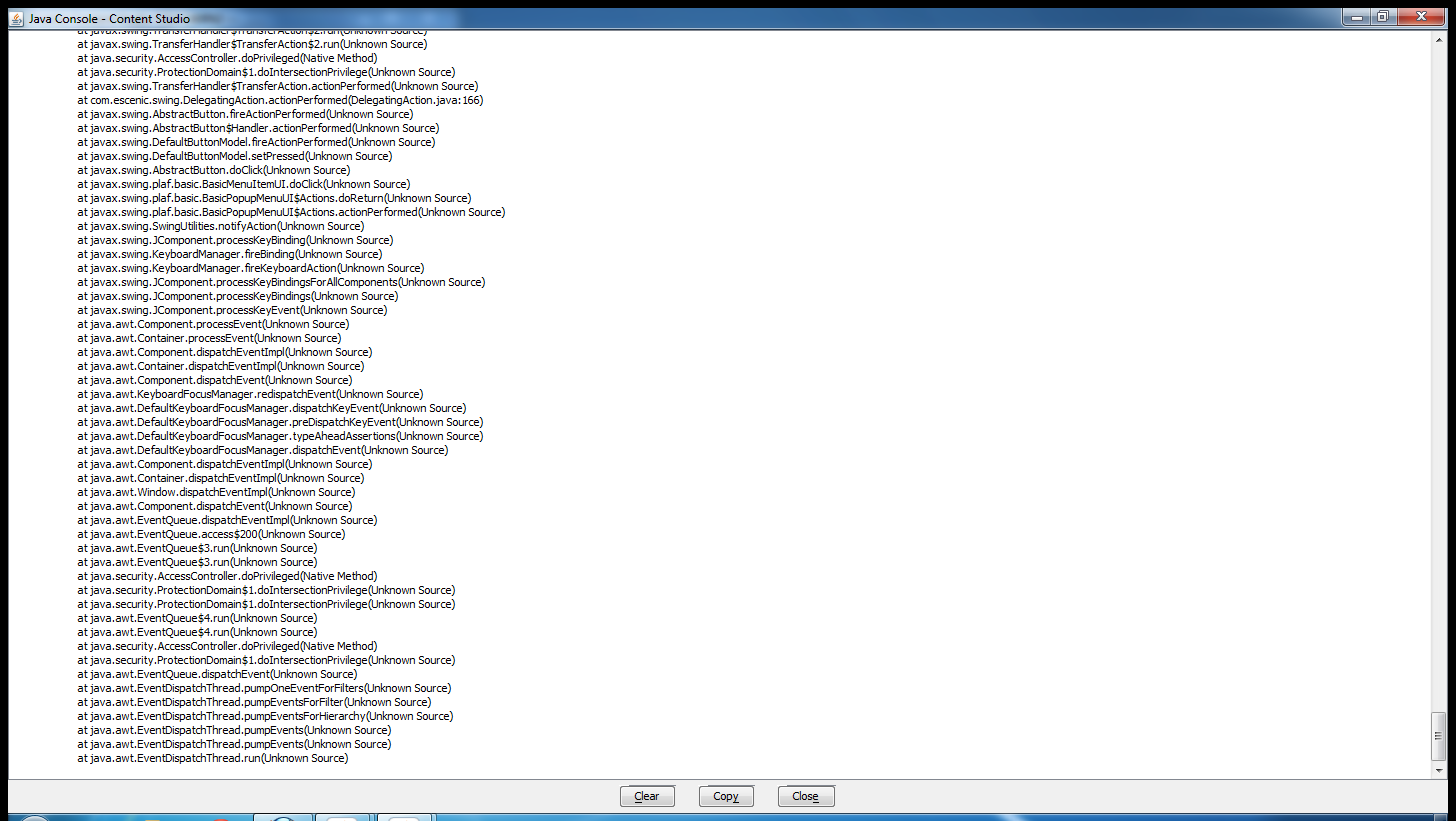 Java Console - Content Studio
at javax.swing.TransferHandler$TransferAction$2.run(Unknown Source)
at javax.swing.TransferHandler$TransferAction$2.run(Unknown Source)
at java.security.AccessController.doPrivileged(Native Method)
at java.security.ProtectionDomain$1.doIntersectionPrivilege(Unknown Source)
at javax.swing.TransferHandler$TransferAction.actionPerformed(Unknown Source)
at com.escenic.swing.DelegatingAction.actionPerformed(DelegatingAction.java:166)
at javax.swing.AbstractButton.fireActionPerformed(Unknown Source)
at javax.swing.AbstractButton$Handler.actionPerformed(Unknown Source)
at javax.swing.DefaultButtonModel.fireActionPerformed(Unknown Source)
at javax.swing.DefaultButtonModel.setPressed(Unknown Source)
at javax.swing.AbstractButton.doClick(Unknown Source)
at javax.swing.plaf.basic.BasicMenuItemUI.doClick(Unknown Source)
at javax.swing.plaf.basic.BasicPopupMenuUI$Actions.doReturn(Unknown Source)
at javax.swing.plaf.basic.BasicPopupMenuUI$Actions.actionPerformed(Unknown Source)
at javax.swing.SwingUtilities.notifyAction(Unknown Source)
at javax.swing.JComponent.processKeyBinding(Unknown Source)
at javax.swing.KeyboardManager.fireBinding(Unknown Source)
at javax.swing.KeyboardManager.fireKeyboardAction(Unknown Source)
at javax.swing.JComponent.processKeyBindingsForAllComponents(Unknown Source)
at javax.swing.JComponent.processKeyBindings(Unknown Source)
at javax.swing.JComponent.processKeyEvent(Unknown Source)
at java.awt.Component.processEvent(Unknown Source)
at java.awt.Container.processEvent(Unknown Source)
at java.awt.Component.dispatchEventImpl(Unknown Source)
at java.awt.Container.dispatchEventImpl(Unknown Source)
at java.awt.Component.dispatchEvent(Unknown Source)
at java.awt.KeyboardFocusManager.redispatchEvent(Unknown Source)
at java.awt.DefaultKeyboardFocusManager.dispatchKeyEvent(Unknown Source)
at java.awt.DefaultKeyboardFocusManager.preDispatchKeyEvent(Unknown Source)
at java.awt.DefaultKeyboardFocusManager.typeAheadAssertions(Unknown Source)
at java.awt.DefaultKeyboardFocusManager.dispatchEvent(Unknown Source)
at java.awt.Component.dispatchEventImpl(Unknown Source)
at java.awt.Container.dispatchEventImpl(Unknown Source)
at java.awt.Window.dispatchEventImpl(Unknown Source)
at java.awt.Component.dispatchEvent(Unknown Source)
at java.awt.EventQueue.dispatchEventImpl(Unknown Source)
at java.awt.EventQueue.access$200(Unknown Source)
at java.awt.EventQueue$3.run(Unknown Source)
at java.awt.EventQueue$3.run(Unknown Source)
at java.security.AccessController.doPrivileged(Native Method)
at java.security.ProtectionDomain$1.doIntersectionPrivilege(Unknown Source)
at java.security.ProtectionDomain$1.doIntersectionPrivilege(Unknown Source)
at java.awt.EventQueue$4.run(Unknown Source)
at java.awt.EventQueue$4.run(Unknown Source)
at java.security.AccessController.doPrivileged(Native Method)
at java.security.ProtectionDomain$1.doIntersectionPrivilege(Unknown Source)
at java.awt.EventQueue.dispatchEvent(Unknown Source)
at java.awt.EventDispatchThread.pumpOneEventForFilters(Unknown Source)
at java.awt.EventDispatchThread.pumpEventsForFilter(Unknown Source)
at java.awt.EventDispatchThread.pumpEventsForHierarchy(Unknown Source)
at java.awt.EventDispatchThread.pumpEvents(Unknown Source)
at java.awt.EventDispatchThread.pumpEvents(Unknown Source)
at java.awt.EventDispatchThread.run(Unknown Source)
Clear Copy Close